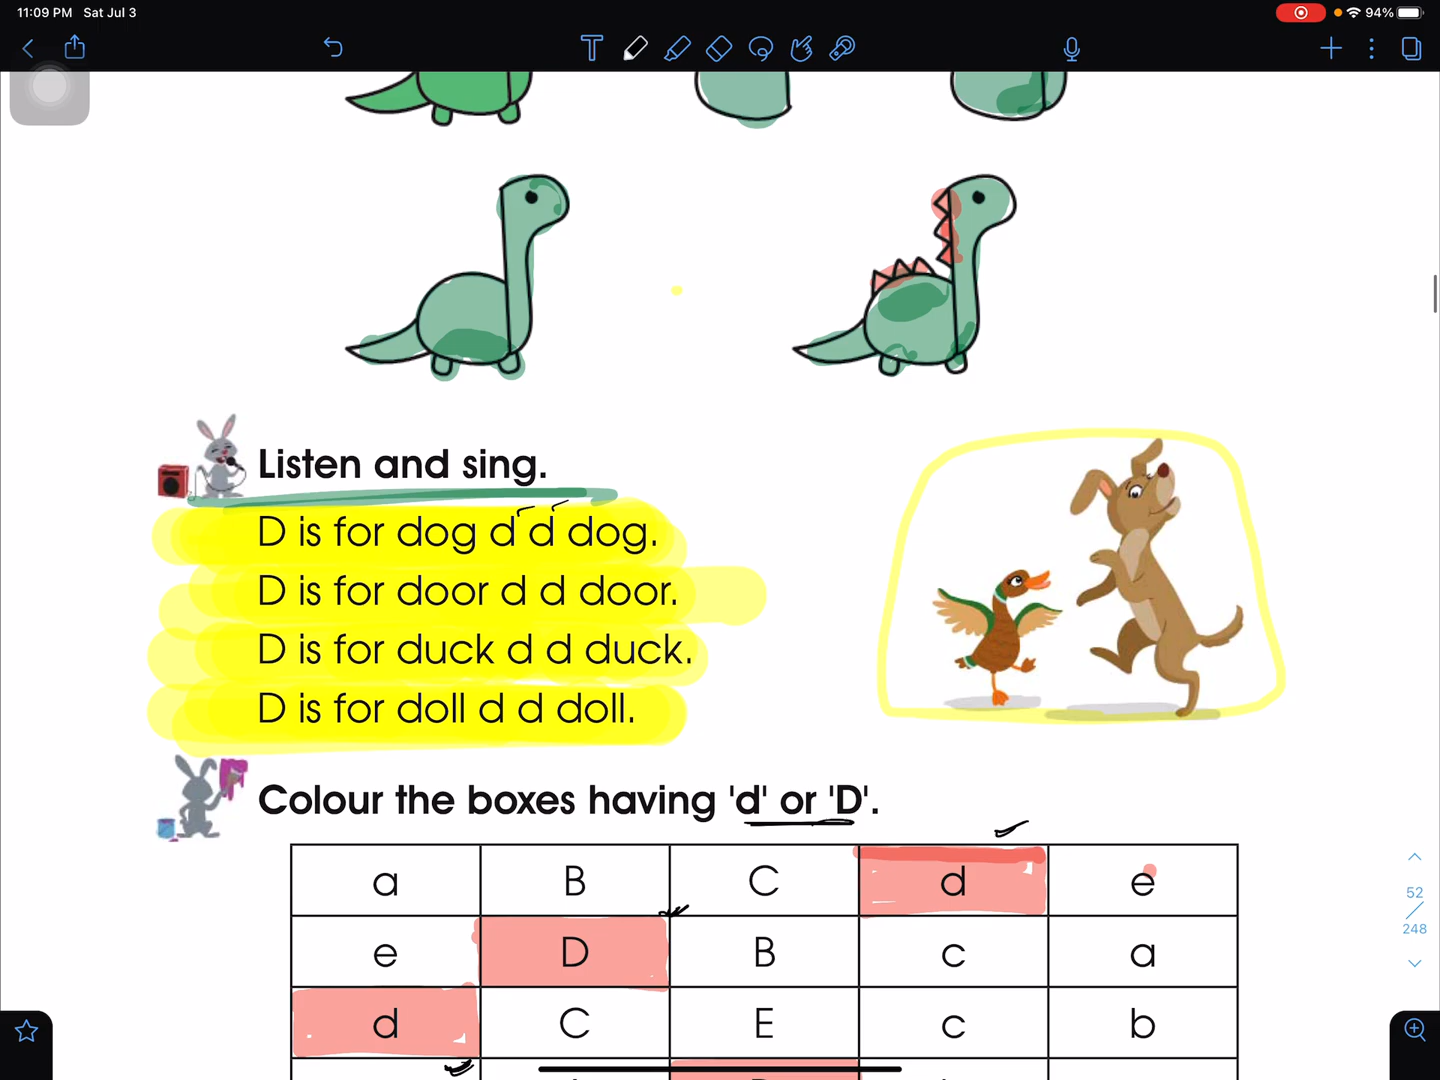 11:09 PM Sat Jul 3
94%
Listen and sing.
D is for dog d d dog.
D is for door d d door.
D is for duck d d duck.
D is for doll d d doll.
Colour the boxes having 'd' or 'D'.
a B C d e
e D B c a
d C E c b
52
248